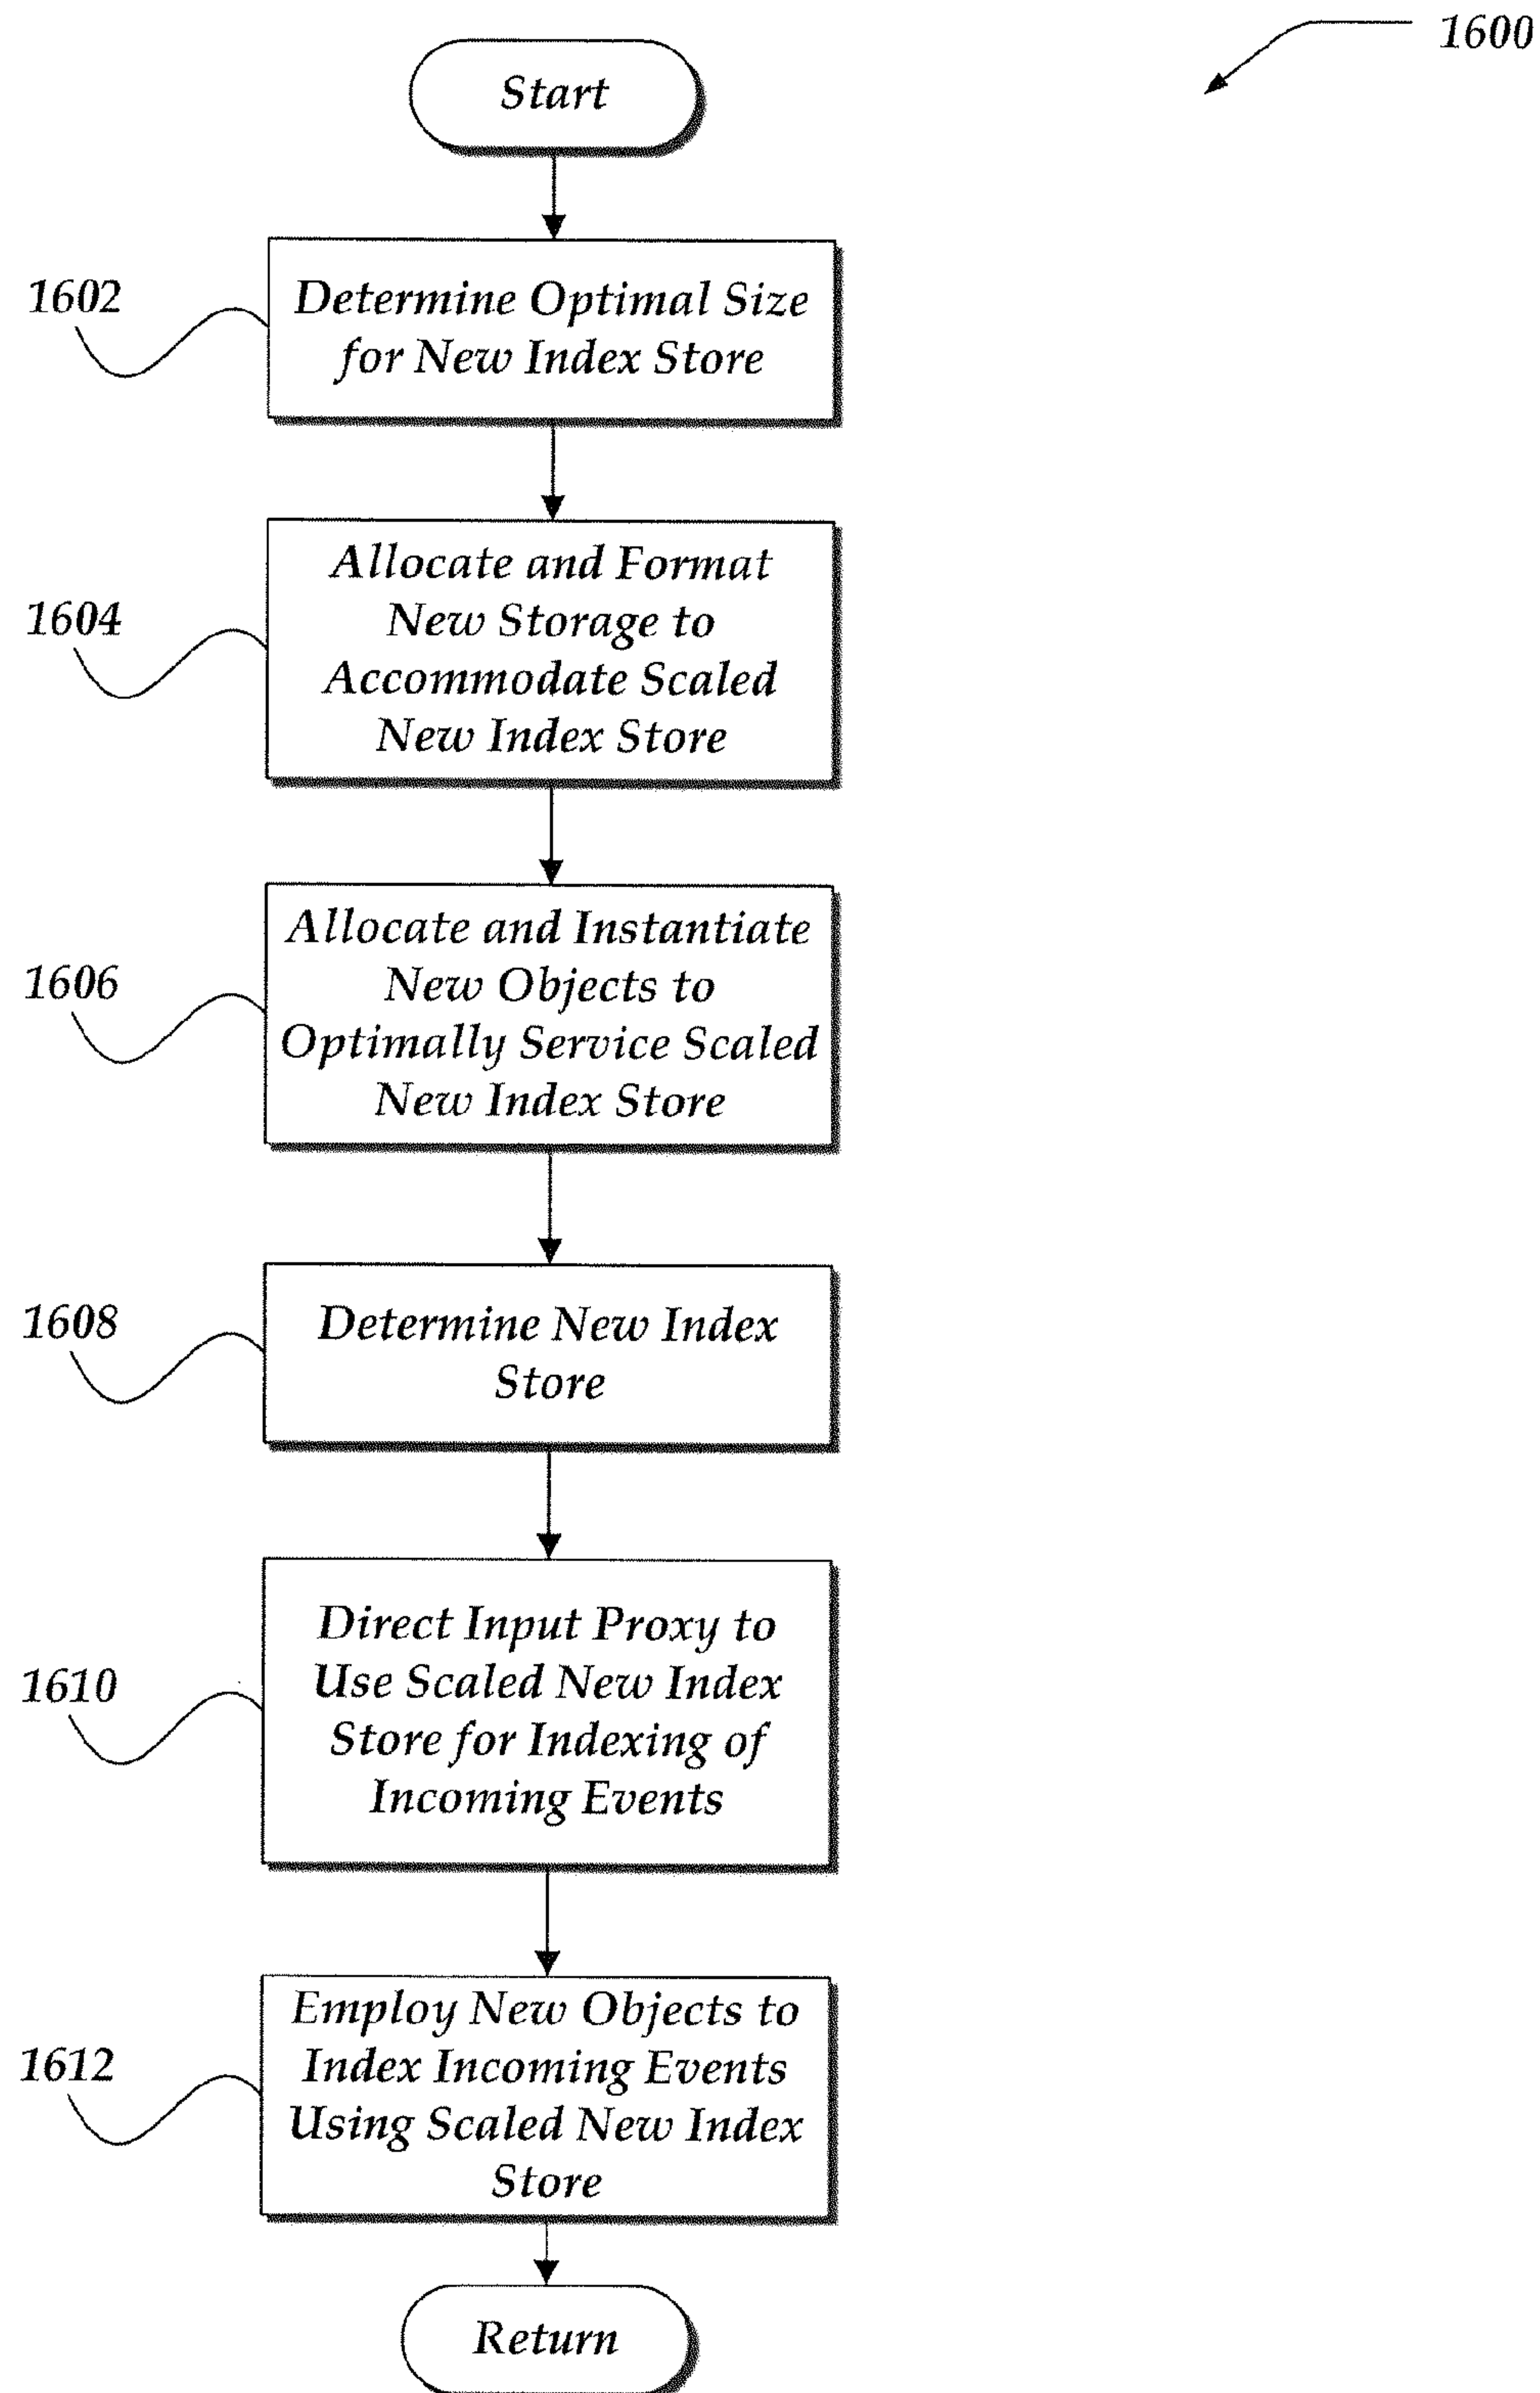 1600
Start
1602
Determine Optimal Size
for New Index Store
1604
Allocate and Format
New Storage to
Accommodate Scaled
New Index Store
1606
Allocate and Instantiate
New Objects to
Optimally Service Scaled
New Index Store
1608
Determine New Index
Store
1610
Direct Input Proxy to
Use Scaled New Index
Store for Indexing of
Incoming Events
1612
Employ New Objects to
Index Incoming Events
Using Scaled New Index
Store
Return